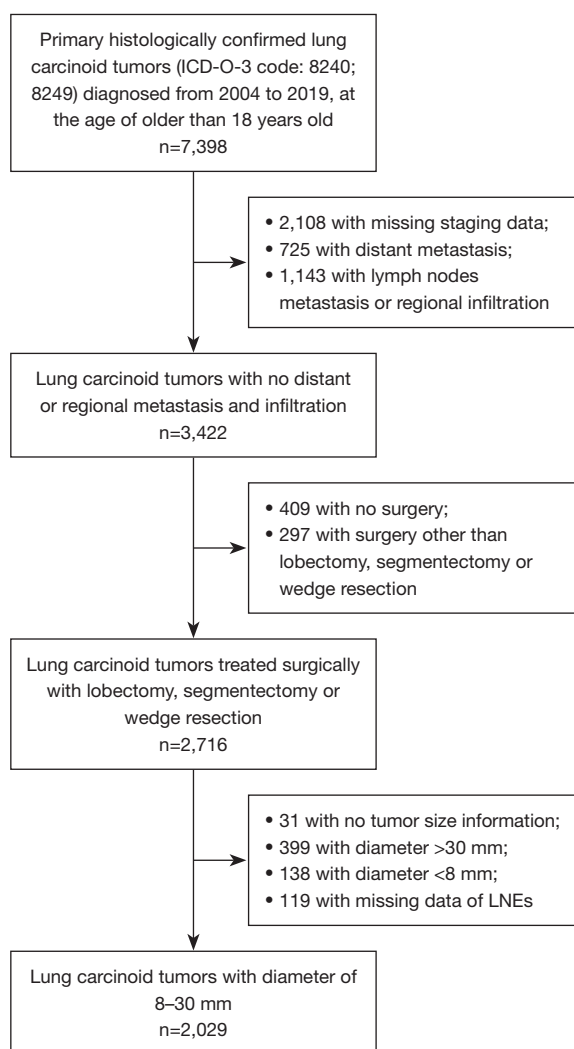 Primary histologically confirmed lung
carcinoid tumors (ICD-O-3 code: 8240;
8249) diagnosed from 2004 to 2019, at
the age of older than 18 years old
n=7,398
• 2,108 with missing staging data;
• 725 with distant metastasis;
• 1,143 with lymph nodes
metastasis or regional infiltration
Lung carcinoid tumors with no distant
or regional metastasis and infiltration
n=3,422
• 409 with no surgery;
• 297 with surgery other than
lobectomy, segmentectomy or
wedge resection
Lung carcinoid tumors treated surgically
with lobectomy, segmentectomy or
wedge resection
n=2,716
• 31 with no tumor size information;
• 399 with diameter >30 mm;
• 138 with diameter <8 mm;
• 119 with missing data of LNEs
Lung carcinoid tumors with diameter of
8–30 mm
n=2,029